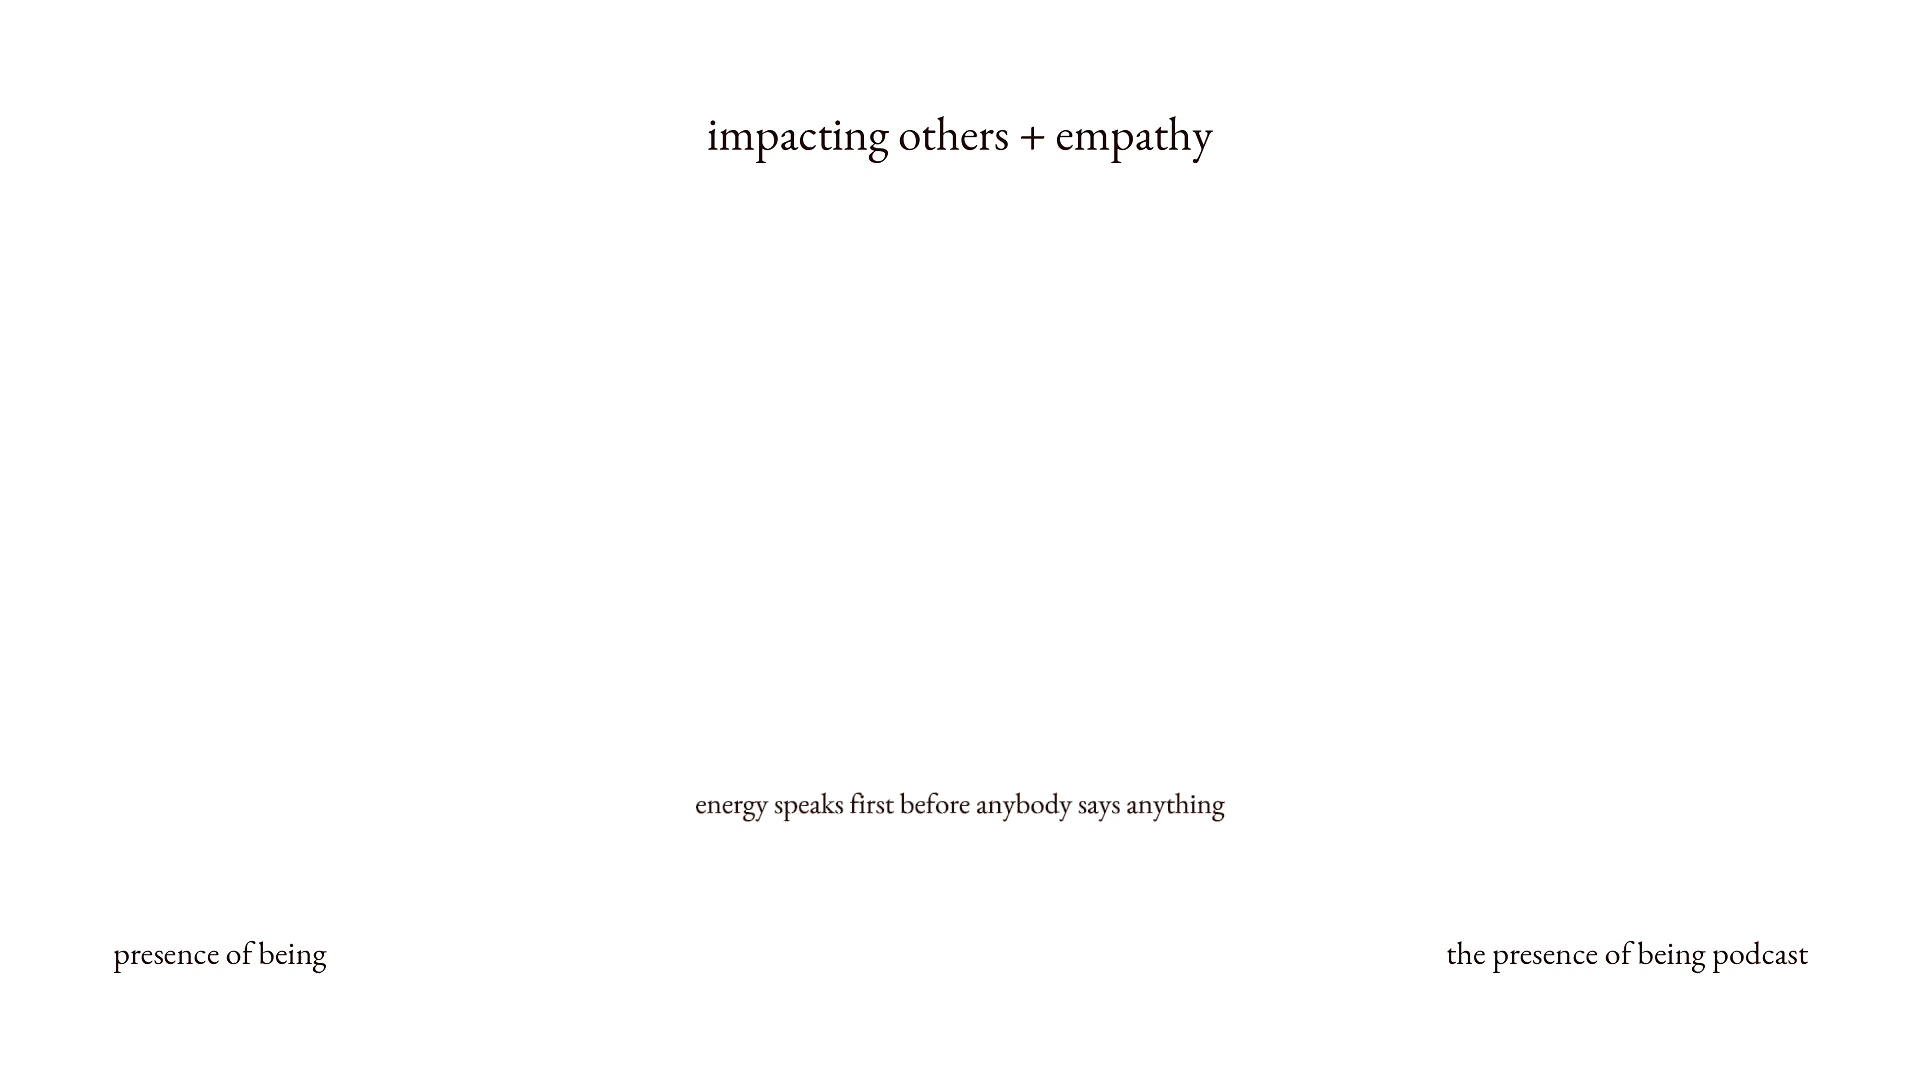 impacting others + empathy
energy speaks first before anybody says anything
presence of being
the presence of being podcast